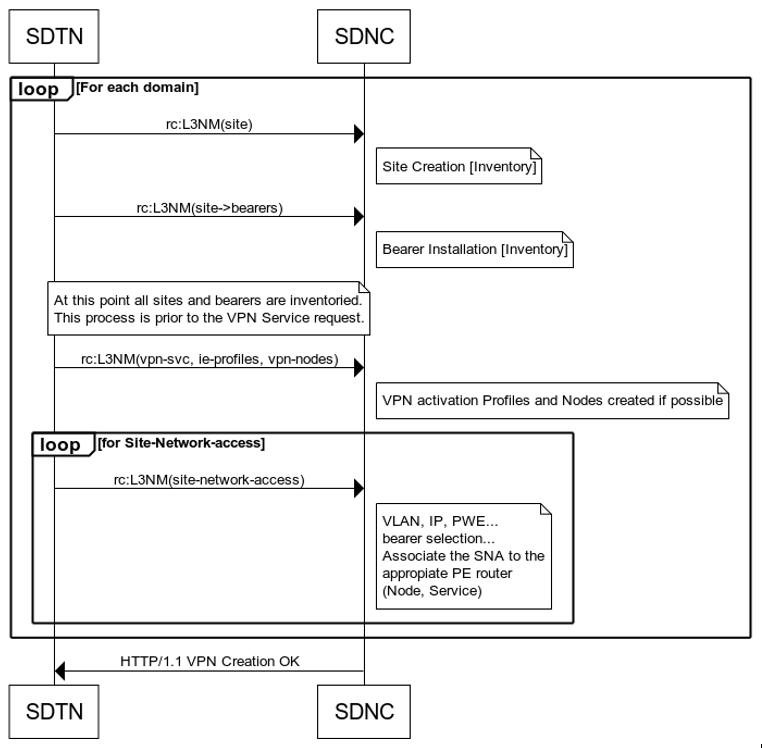 SDTN
SDNC
loop
[For each domain]
rc:L3NM(site)
Site Creation [Inventory]
rc:L3NM(site->bearers)
Bearer Installation [Inventory]
At this point all sites and bearers are inventoried.
This process is prior to the VPN Service request.
rc:L3NM(vpn-svc, ie-profiles, vpn-nodes)
VPN activation Profiles and Nodes created if possible
loop
[for Site-Network-access]
rc:L3NM(site-network-access)
VLAN, IP, PWE...
bearer selection...
Associate the SNA to the
appropiate PE router
(Node, Service)
HTTP/1.1 VPN Creation OK
SDTN
SDNC